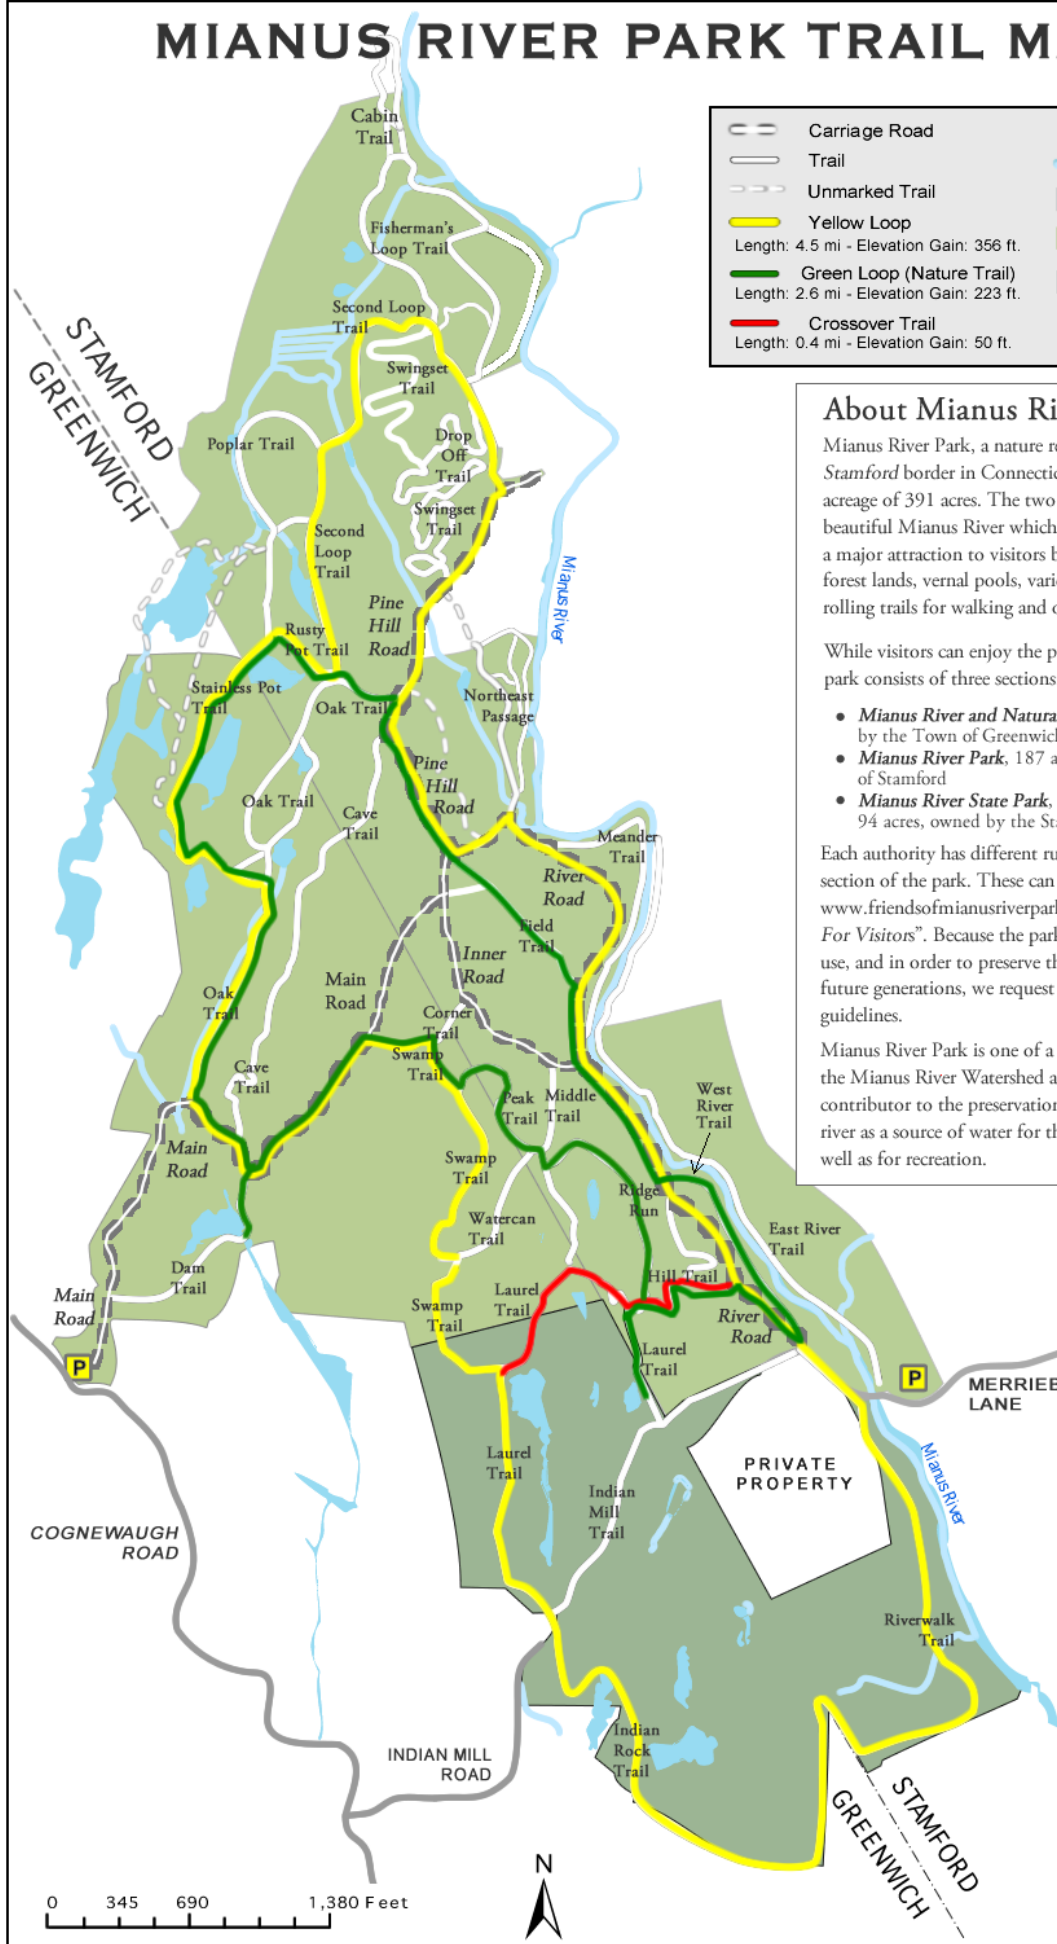 MIANUS RIVER PARK TRAIL MA
Carriage Road
Trail
Unmarked Trail
Yellow Loop
Length: 4.5 mi - Elevation Gain: 356 ft.
Green Loop (Nature Trail)
Length: 2.6 mi - Elevation Gain: 223 ft.
Crossover Trail
Length: 0.4 mi - Elevation Gain: 50 ft.
About Mianus Ri
Mianus River Park, a nature re
Stamford border in Connectic
acreage of 391 acres. The two
beautiful Mianus River which
a major attraction to visitors b
forest lands, vernal pools, vari
rolling trails for walking and o
While visitors can enjoy the p
park consists of three sections
• Mianus River and Natura
by the Town of Greenwich
• Mianus River Park, 187 a
of Stamford
• Mianus River State Park,
94 acres, owned by the Sta
Each authority has different ru
section of the park. These can
www.friendsofmianusriverpark
For Visitors”. Because the park
use, and in order to preserve th
future generations, we request
guidelines.
Mianus River Park is one of a
the Mianus River Watershed a
contributor to the preservation
river as a source of water for th
well as for recreation.
Cabin
Trail
Fisherman's
Loop Trail
Second Loop
Trail
Swingset
Trail
STAMFORD
GREENWICH
Poplar Trail
Drop
Off
Trail
Swingset
Trail
Second
Loop
Trail
Mianus River
Pine
Hill
Road
Rusty
Pot Trail
Stainless Pot
Trail
Oak Trail
Northeast
Passage
Pine
Hill
Road
Oak Trail
Cave
Trail
Meander
Trail
River
Road
Field
Trail
Inner
Road
Main
Road
Oak
Trail
Corner
Trail
Swamp
Trail
Cave
Trail
Peak
Trail
Middle
Trail
West
River
Trail
Main
Road
Swamp
Trail
Ridge
Run
Watercan
Trail
East River
Trail
Dam
Trail
Hill Trail
Laurel
Trail
Main
Road
Swamp
Trail
River
Road
Laurel
Trail
P
P
MERRIEB
LANE
Laurel
Trail
PRIVATE
PROPERTY
Mianus River
Indian
Mill
Trail
COGNEWAUGH
ROAD
Riverwalk
Trail
Indian
Rock
Trail
INDIAN MILL
ROAD
STAMFORD
GREENWICH
N
0 345 690 1,380 Feet